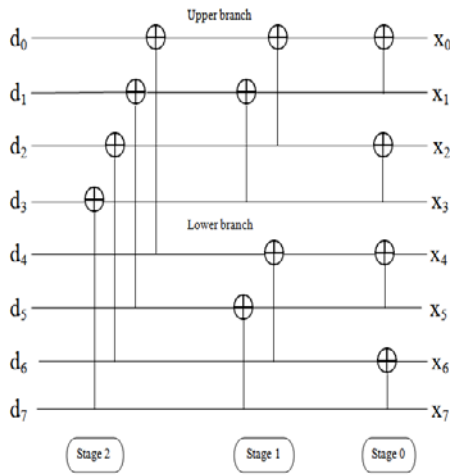 Upper branch
d0 x0
d1 x1
d2 x2
d3 x3
Lower branch
d4 x4
d5 x5
d6 x6
d7 x7
Stage 2 Stage 1 Stage 0